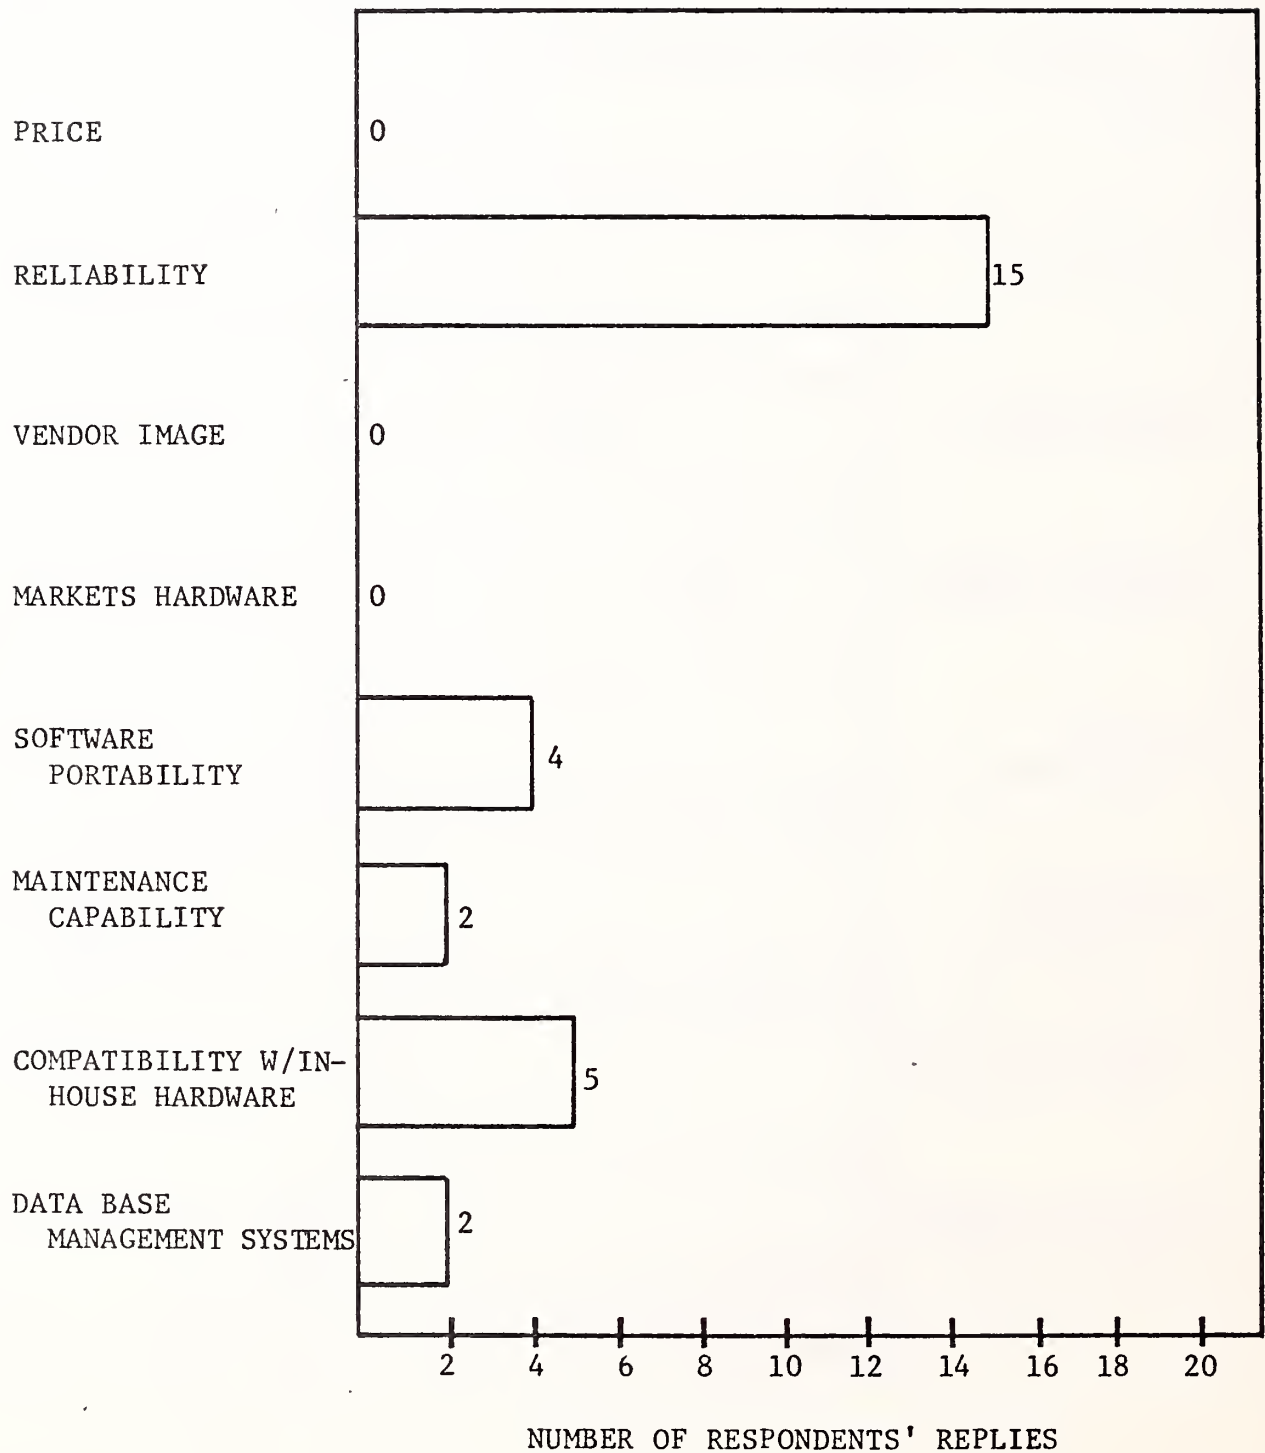 PRICE 0
RELIABILITY 15
VENDOR IMAGE 0
MARKETS HARDWARE 0
SOFTWARE
PORTABILITY 4
MAINTENANCE
CAPABILITY 2
COMPATIBILITY W/IN-
HOUSE HARDWARE 5
DATA BASE
MANAGEMENT SYSTEMS 2
2 4 6 8 10 12 14 16 18 20
NUMBER OF RESPONDENTS' REPLIES